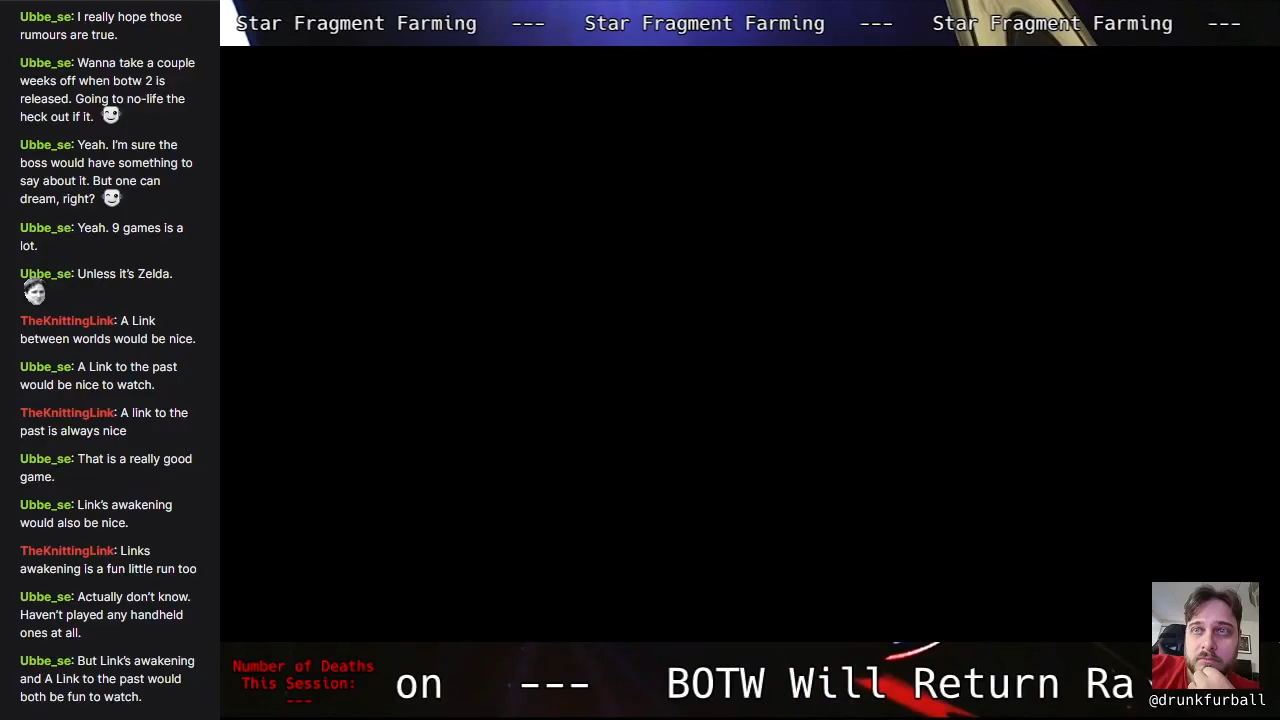 Ubbe_se: I really hope those
rumours are true.
Ubbe_se: Wanna take a couple
weeks off when botw 2 is
released. Going to no-life the
heck out if it.
Ubbe_se: Yeah. I'm sure the
boss would have something to
say about it. But one can
dream, right?
Ubbe_se: Yeah. 9 games is a
lot.
Ubbe_se: Unless it's Zelda.
TheKnittingLink: A Link
between worlds would be nice.
Ubbe_se: A Link to the past
would be nice to watch.
TheKnittingLink: A link to the
past is always nice
Ubbe_se: That is a really good
game.
Ubbe_se: Link's awakening
would also be nice.
TheKnittingLink: Links
awakening is a fun little run too
Ubbe_se: Actually don't know.
Haven't played any handheld
ones at all.
Ubbe_se: But Link's awakening
and A Link to the past would
both be fun to watch.
Star Fragment Farming --- Star Fragment Farming --- Star Fragment Farming ---
Number of Deaths
This Session:
---
on --- BOTW Will Return Ra
@drunkfurball